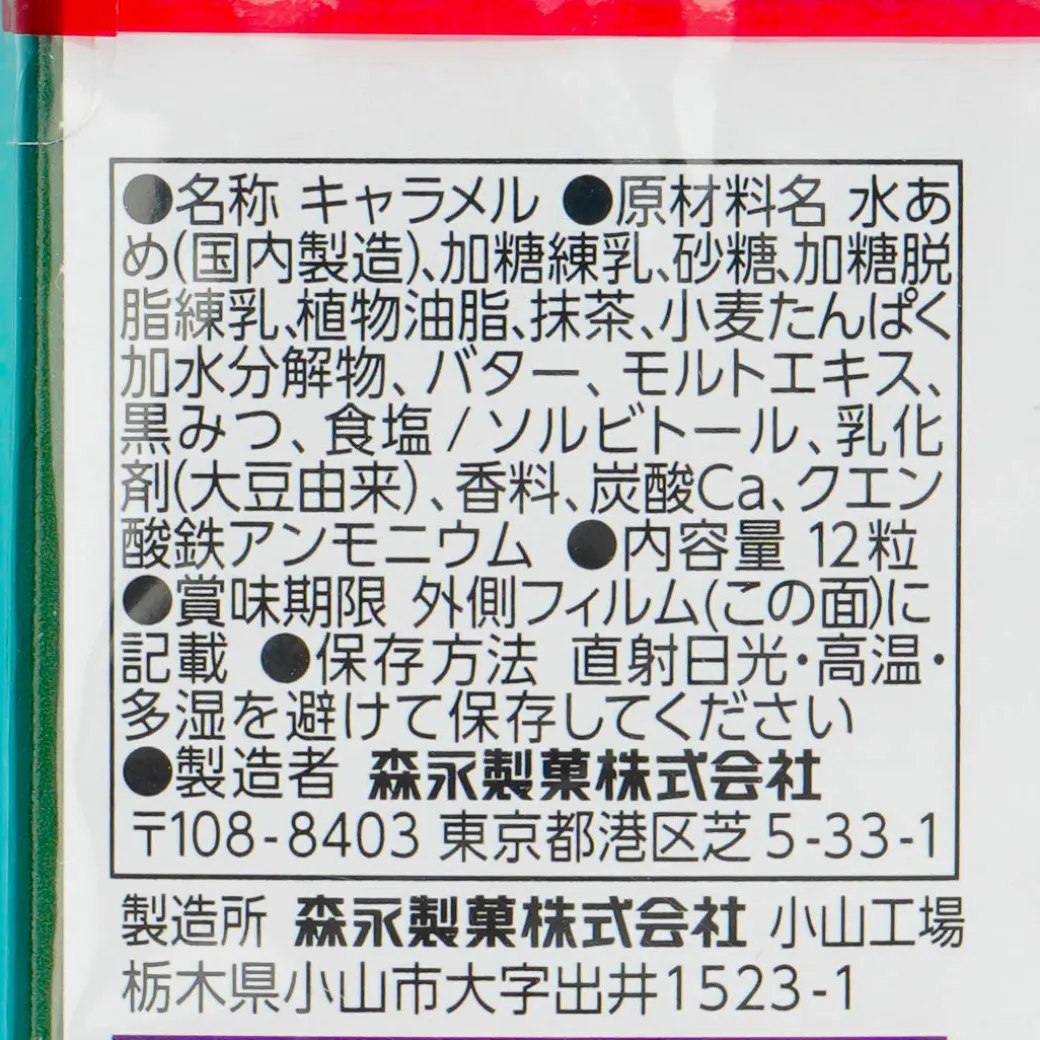 ●名称 キャラメル ●原材料名 水あ
め(国内製造)、加糖練乳、砂糖、加糖脱
脂練乳、植物油脂、抹茶、小麦たんぱく
加水分解物、バター、モルトエキス、
黒みつ、食塩/ソルビトール、乳化
剤(大豆由来)、香料、炭酸Ca、クエン
酸鉄アンモニウム ●内容量 12粒
●賞味期限 外側フィルム(この面)に
記載 ●保存方法 直射日光・高温・
多湿を避けて保存してください
●製造者 森永製菓株式会社
〒108-8403 東京都港区芝5-33-1
製造所 森永製菓株式会社 小山工場
栃木県小山市大字出井1523-1